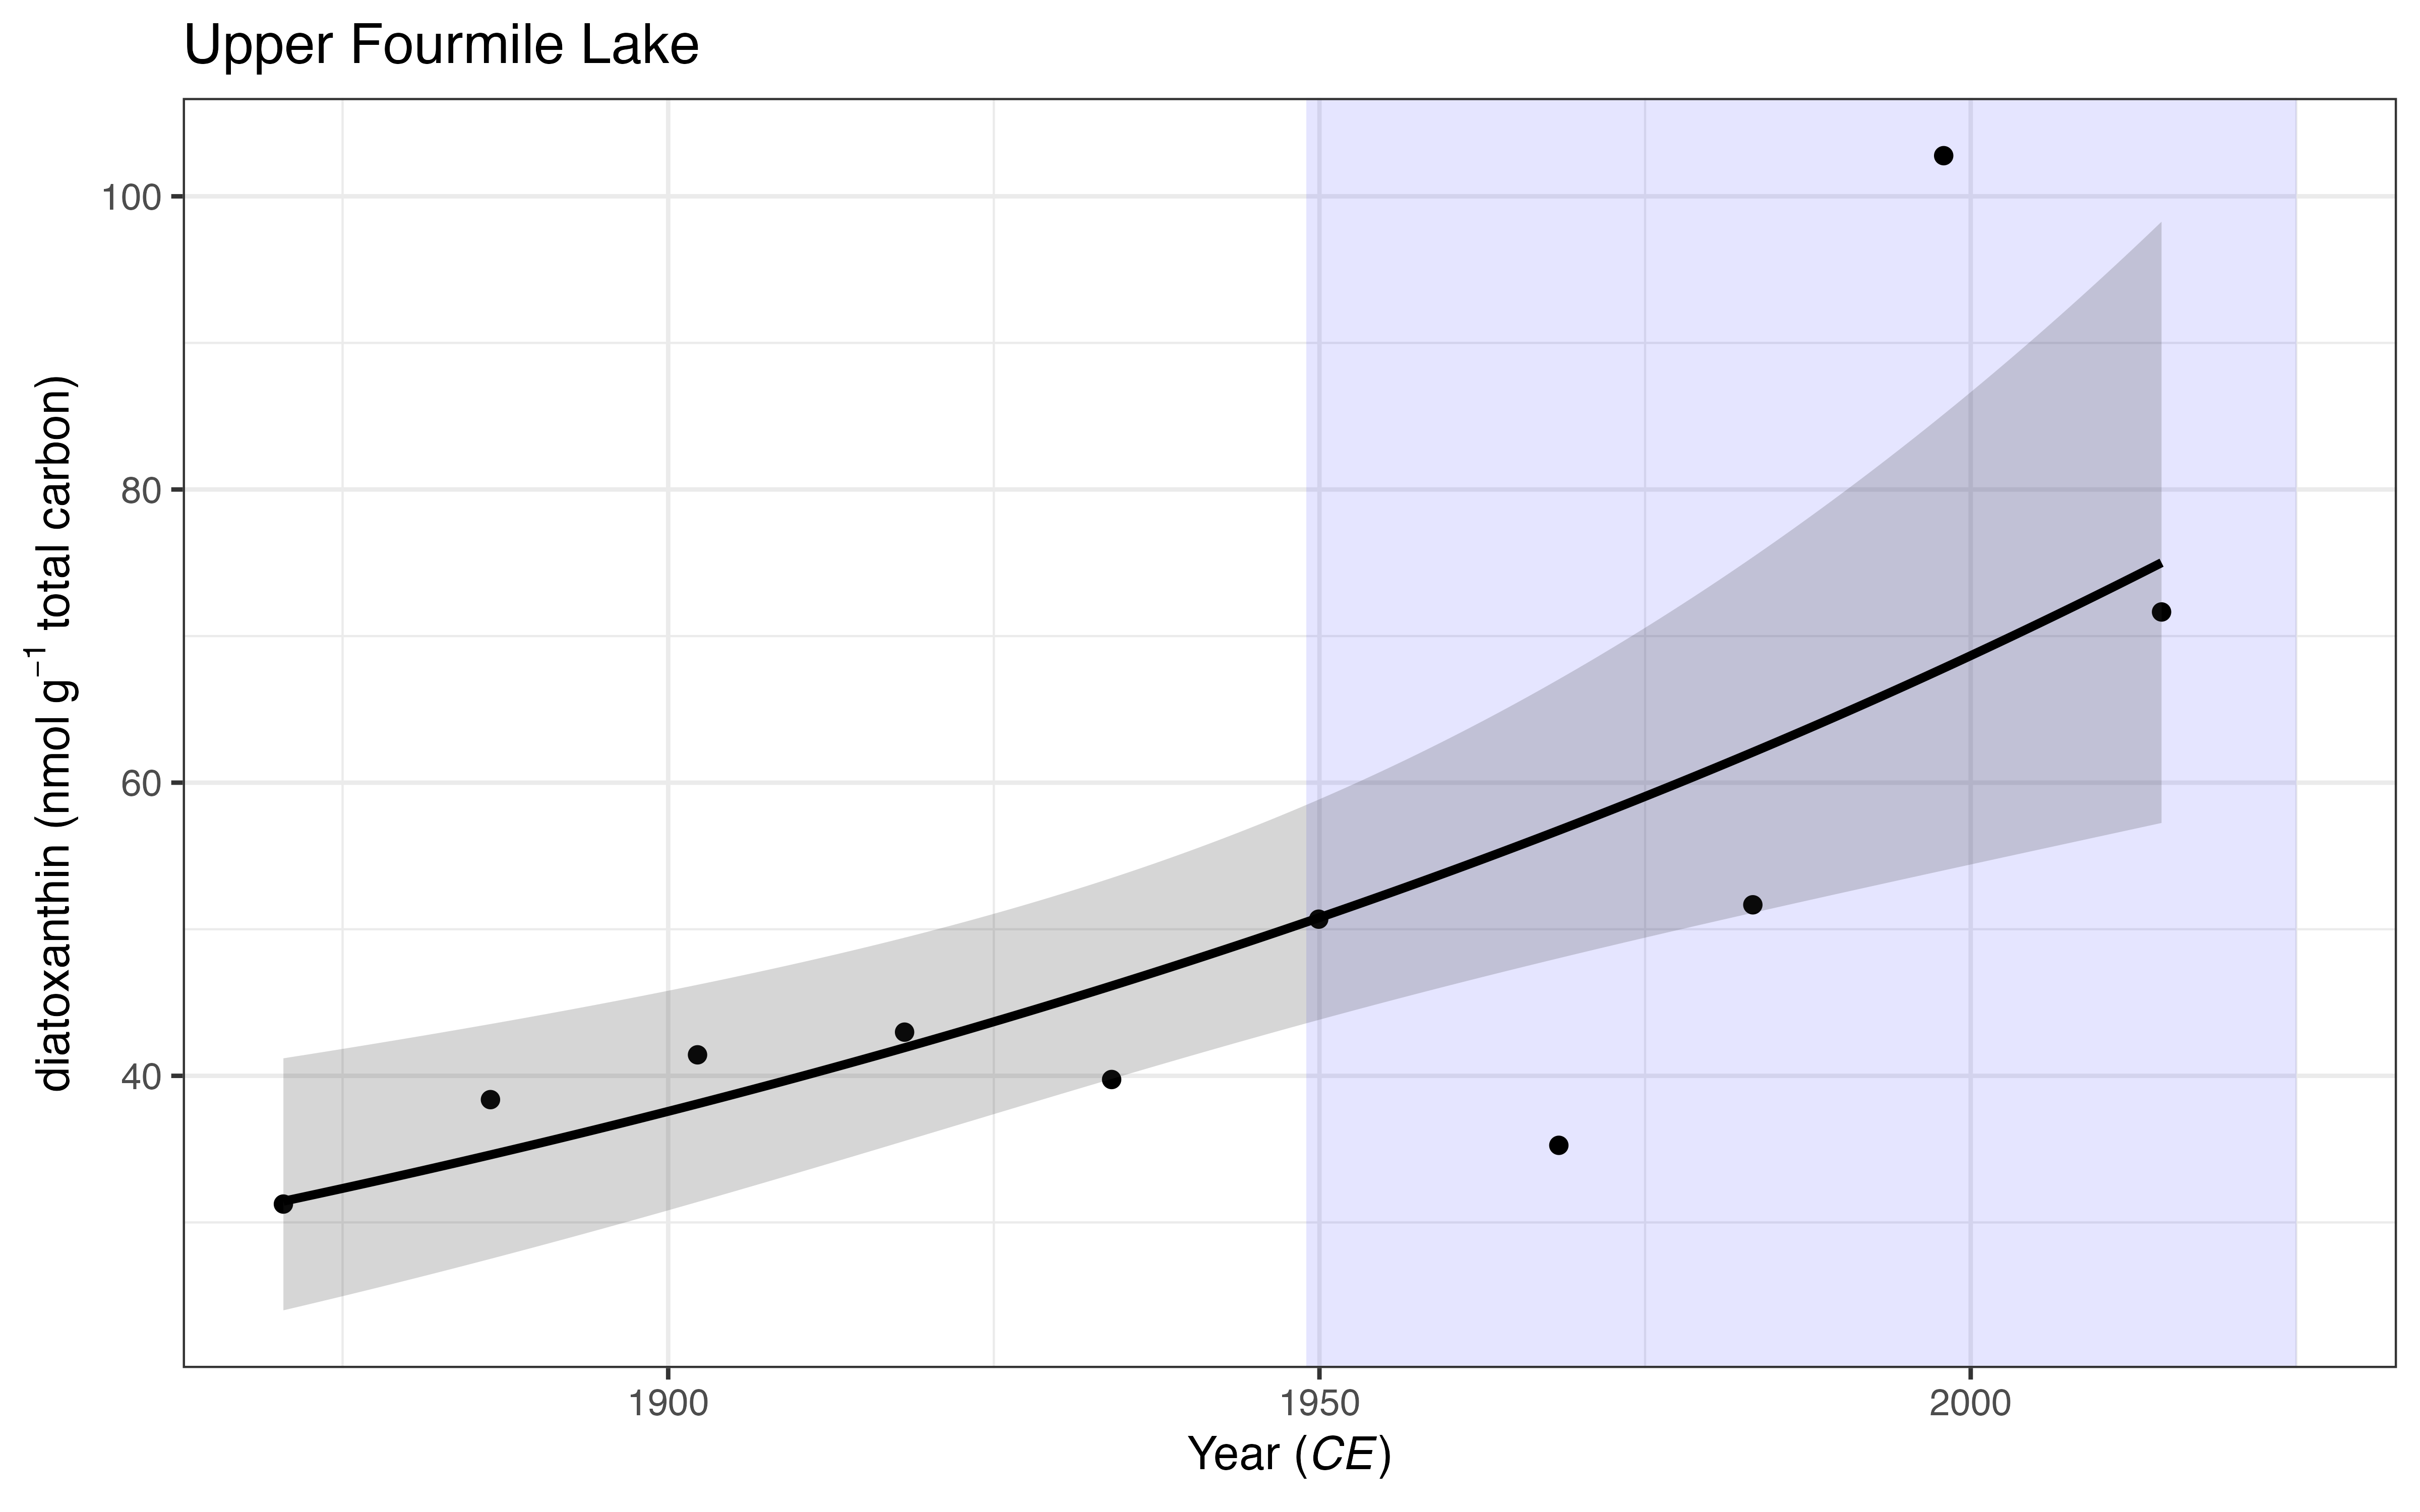 Upper Fourmile Lake
diatoxanthin (nmol g⁻¹ total carbon)
100
80
60
40
1900 1950 2000
Year (CE)